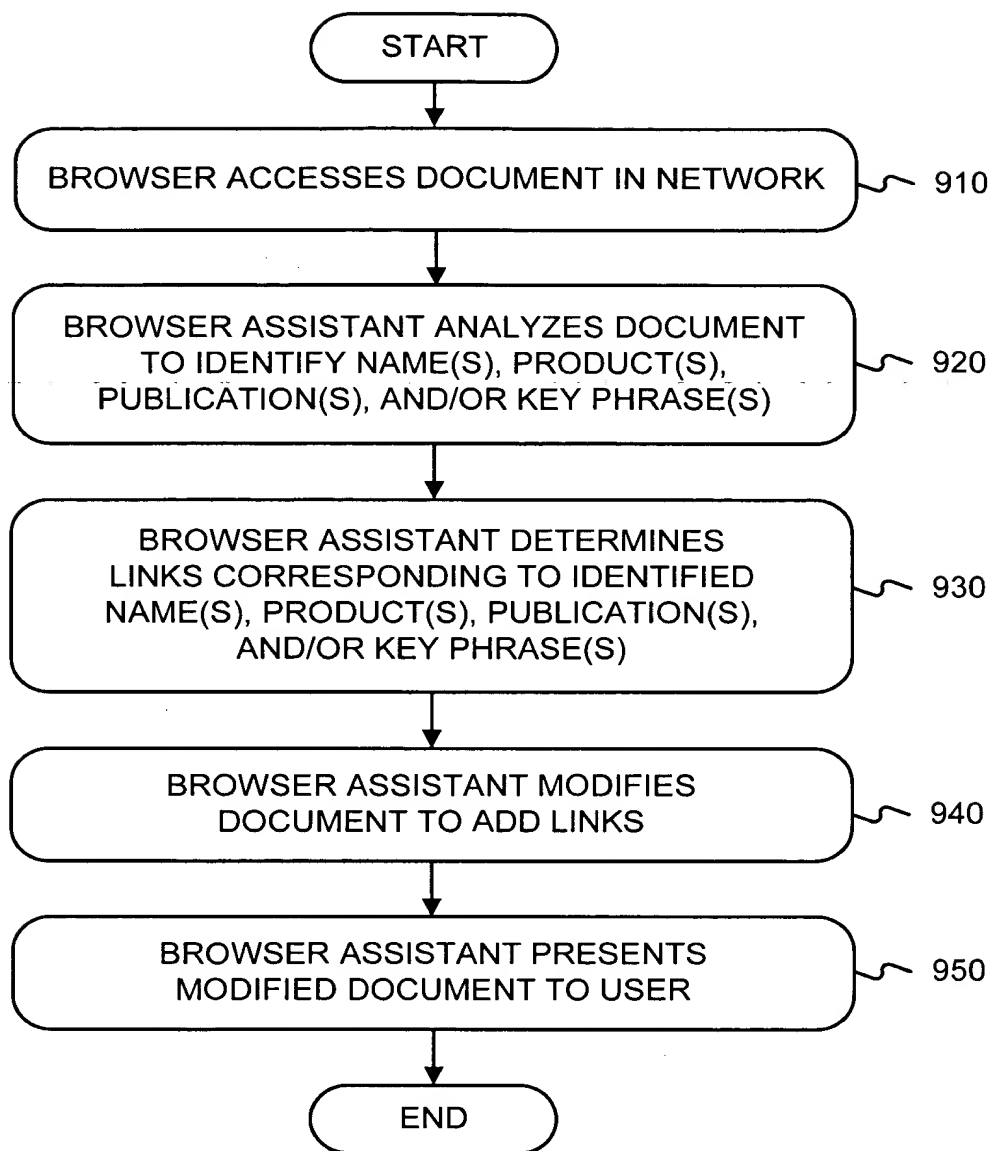 START
BROWSER ACCESSES DOCUMENT IN NETWORK
910
BROWSER ASSISTANT ANALYZES DOCUMENT
TO IDENTIFY NAME(S), PRODUCT(S),
PUBLICATION(S), AND/OR KEY PHRASE(S)
920
BROWSER ASSISTANT DETERMINES
LINKS CORRESPONDING TO IDENTIFIED
NAME(S), PRODUCT(S), PUBLICATION(S),
AND/OR KEY PHRASE(S)
930
BROWSER ASSISTANT MODIFIES
DOCUMENT TO ADD LINKS
940
BROWSER ASSISTANT PRESENTS
MODIFIED DOCUMENT TO USER
950
END